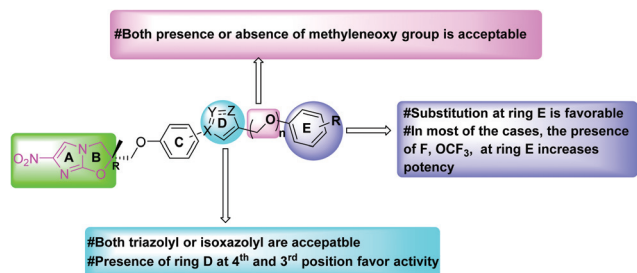 #Both presence or absence of methyleneoxy group is acceptable
Y=Z
D
X
O
n
E
R
#Substitution at ring E is favorable
#In most of the cases, the presence
of F, OCF₃, at ring E increases
potency
O
C
O₂N
A
N
B
N
O
R
#Both triazolyl or isoxazolyl are accepatble
#Presence of ring D at 4th and 3rd position favor activity